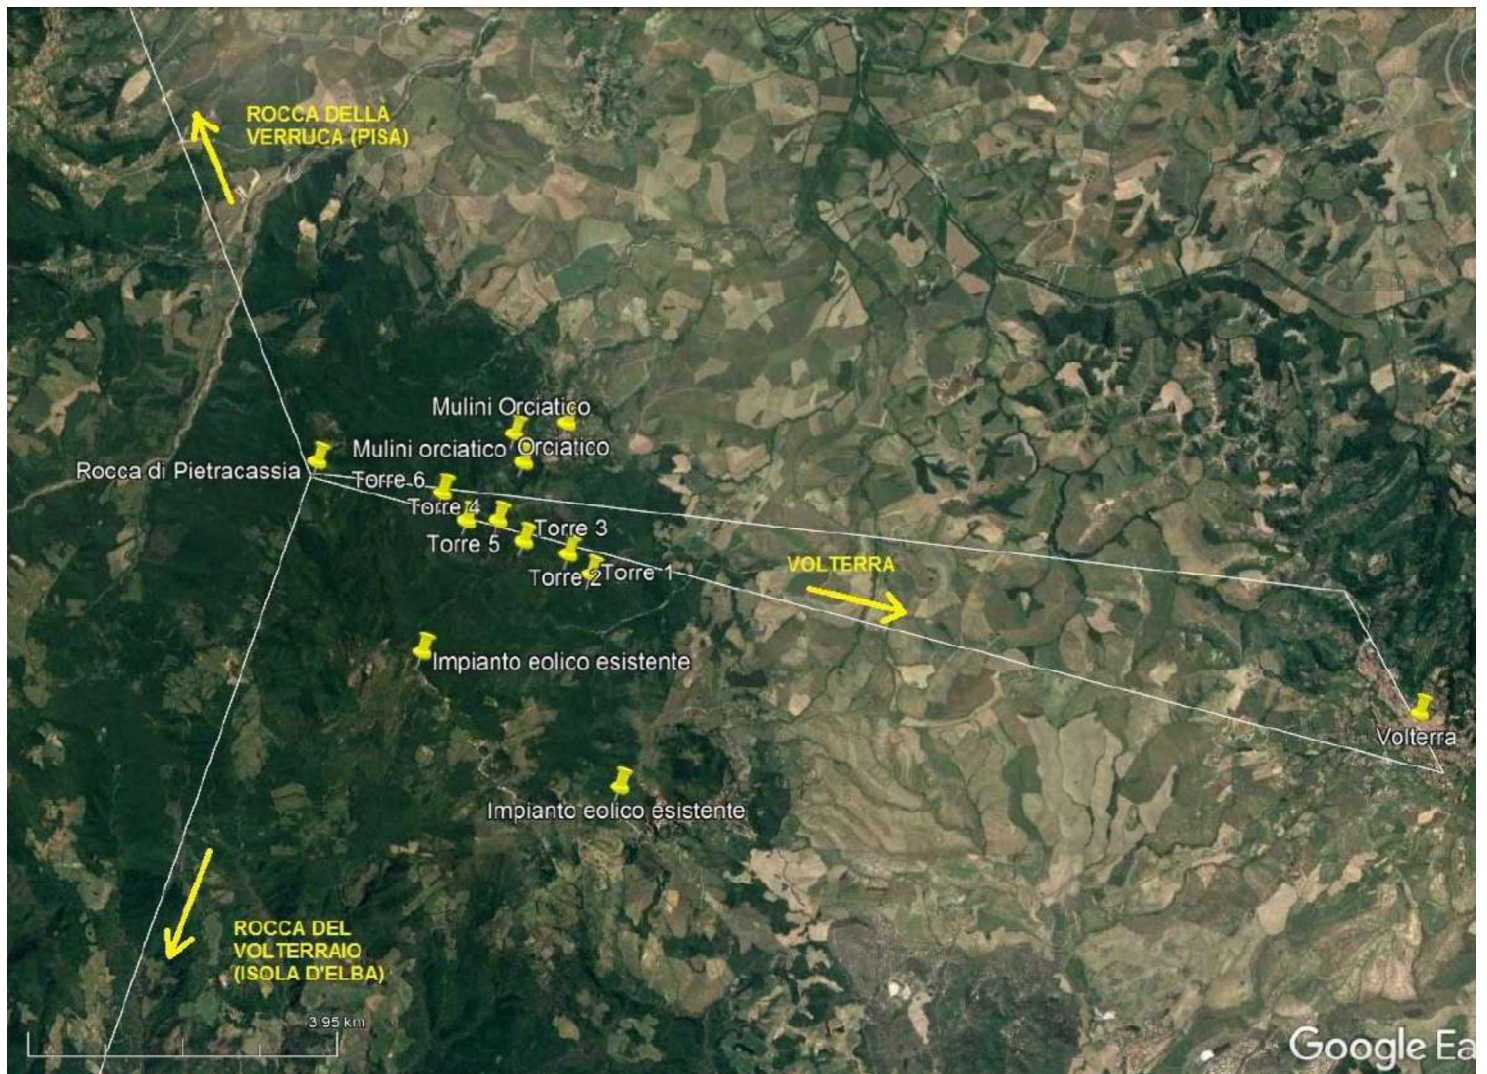 ROCCA DELLA
VERRUCA (PISA)
Mulini Orciatico
Mulini orciatico
Orciatico
Rocca di Pietracassia
Torre 6
Torre 4
Torre 3
Torre 5
Torre 2
Torre 1
VOLTERRA
Impianto eolico esistente
Volterra
Impianto eolico esistente
ROCCA DEL
VOLTERRAIO
(ISOLA D'ELBA)
3.95 km
Google Ea